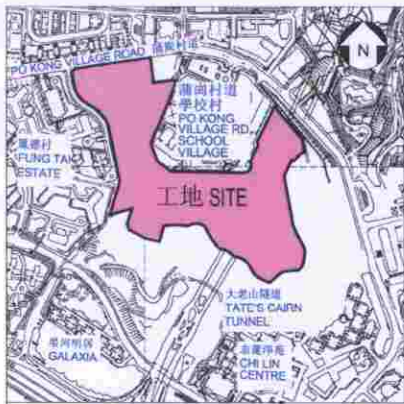 N
PO KONG VILLAGE ROAD 蒲崗村道
蒲崗村道
學校村
PO KONG
VILLAGE RD.
SCHOOL
VILLAGE
鳳德村
FUNG TAK
ESTATE
工地 SITE
大老山隧道
TATE'S CAIRN
TUNNEL
星河明居
GALAXIA
志蓮淨苑
CHI LIN
CENTRE